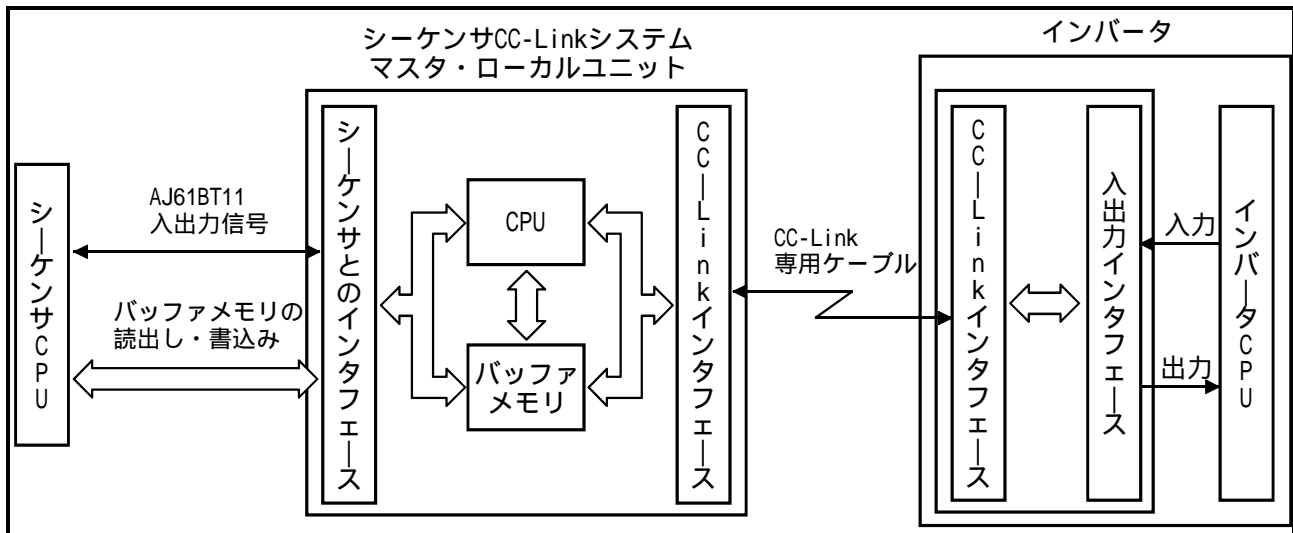 シーケンサCC-Linkシステム
マスタ・ローカルユニット
インバータ
シーケンサCPU
AJ61BT11
入出力信号
バッファメモリの
読出し・書込み
シーケンサとのインタフェース
CPU
バッファ
メモリ
CC-Linkインタフェース
CC-Link
専用ケーブル
CC-Linkインタフェース
入出力インタフェース
入力
出力
インバータCPU